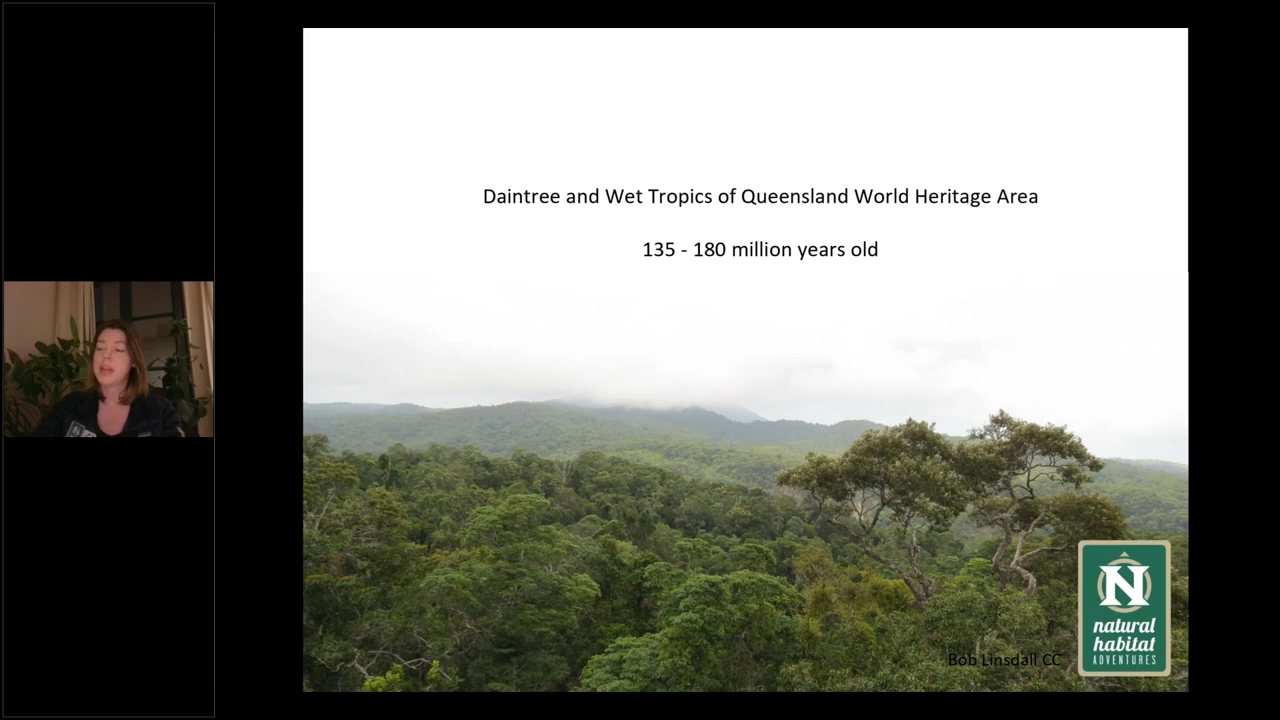 Daintree and Wet Tropics of Queensland World Heritage Area
135 - 180 million years old
N
natural
habitat
ADVENTURES
Bob Linsdall CC